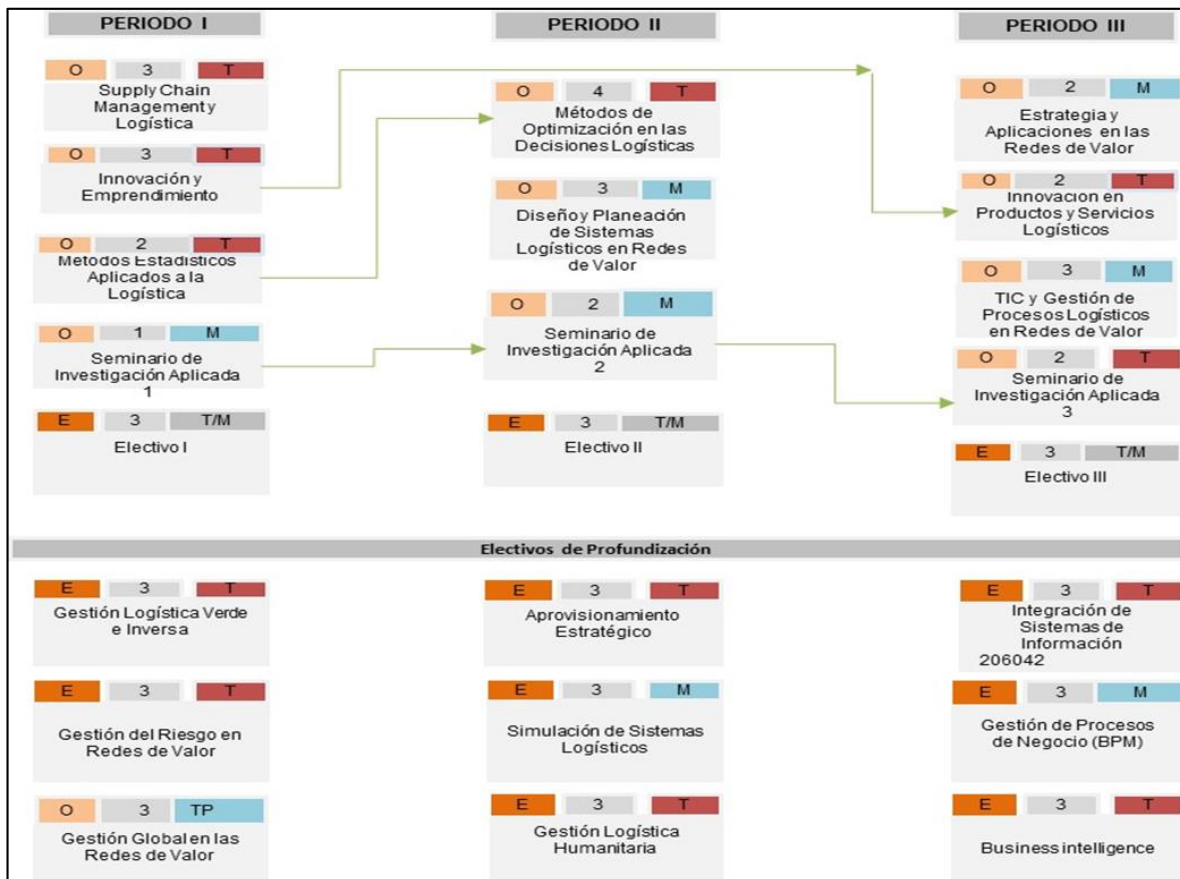 PERIODO I
O 3 T
Supply Chain
Management y
Logística
O 3 T
Innovación y
Emprendimiento
O 2 T
Métodos Estadísticos
Aplicados a la
Logística
O 1 M
Seminario de
Investigación Aplicada
1
E 3 T/M
Electivo I
PERIODO II
O 4 T
Métodos de
Optimización en las
Decisiones Logísticas
O 3 M
Diseño y Planeación
de Sistemas
Logísticos en Redes
de Valor
O 2 M
Seminario de
Investigación Aplicada
2
E 3 T/M
Electivo II
PERIODO III
O 2 M
Estrategia y
Aplicaciones en las
Redes de Valor
O 2 T
Innovacion en
Productos y Servicios
Logísticos
O 3 M
TIC y Gestión de
Procesos Logísticos
en Redes de Valor
O 2 T
Seminario de
Investigación Aplicada
3
E 3 T/M
Electivo III
Electivos de Profundización
E 3 T
Gestión Logística Verde
e Inversa
E 3 T
Gestión del Riesgo en
Redes de Valor
O 3 TP
Gestión Global en las
Redes de Valor
E 3 T
Aprovisionamiento
Estratégico
E 3 M
Simulación de Sistemas
Logísticos
E 3 T
Gestión Logística
Humanitaria
E 3 T
Integración de
Sistemas de
Información
206042
E 3 M
Gestión de Procesos
de Negocio (BPM)
E 3 T
Business intelligence